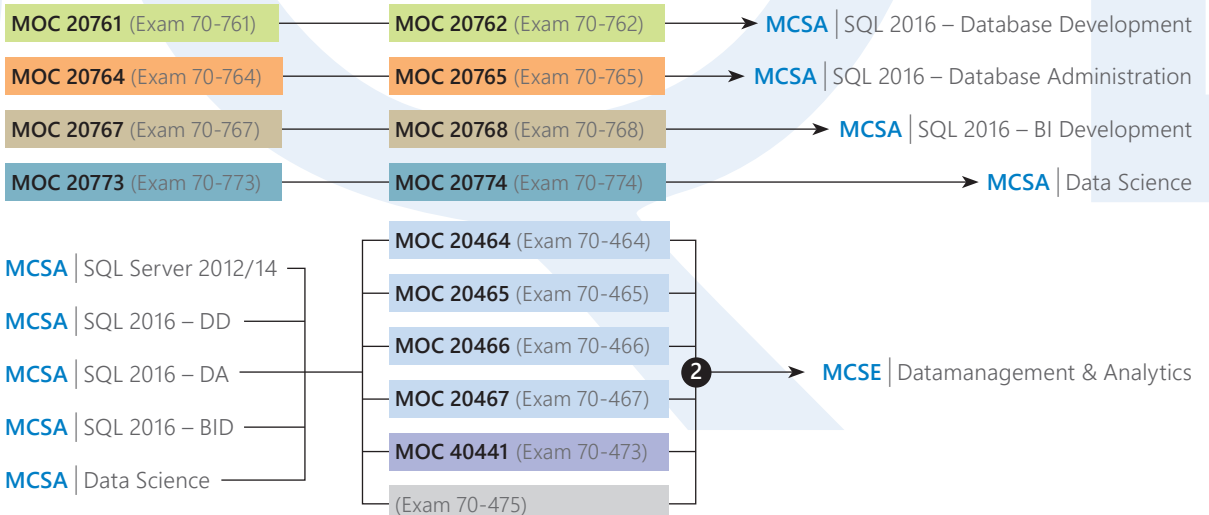 MOC 20761 (Exam 70-761) MOC 20762 (Exam 70-762) MCSA SQL 2016 – Database Development
MOC 20764 (Exam 70-764) MOC 20765 (Exam 70-765) MCSA SQL 2016 – Database Administration
MOC 20767 (Exam 70-767) MOC 20768 (Exam 70-768) MCSA SQL 2016 – BI Development
MOC 20773 (Exam 70-773) MOC 20774 (Exam 70-774) MCSA Data Science
MCSA SQL Server 2012/14
MCSA SQL 2016 – DD
MCSA SQL 2016 – DA
MCSA SQL 2016 – BID
MCSA Data Science
MOC 20464 (Exam 70-464)
MOC 20465 (Exam 70-465)
MOC 20466 (Exam 70-466)
MOC 20467 (Exam 70-467)
MOC 40441 (Exam 70-473)
(Exam 70-475)
2
MCSE Datamanagement & Analytics